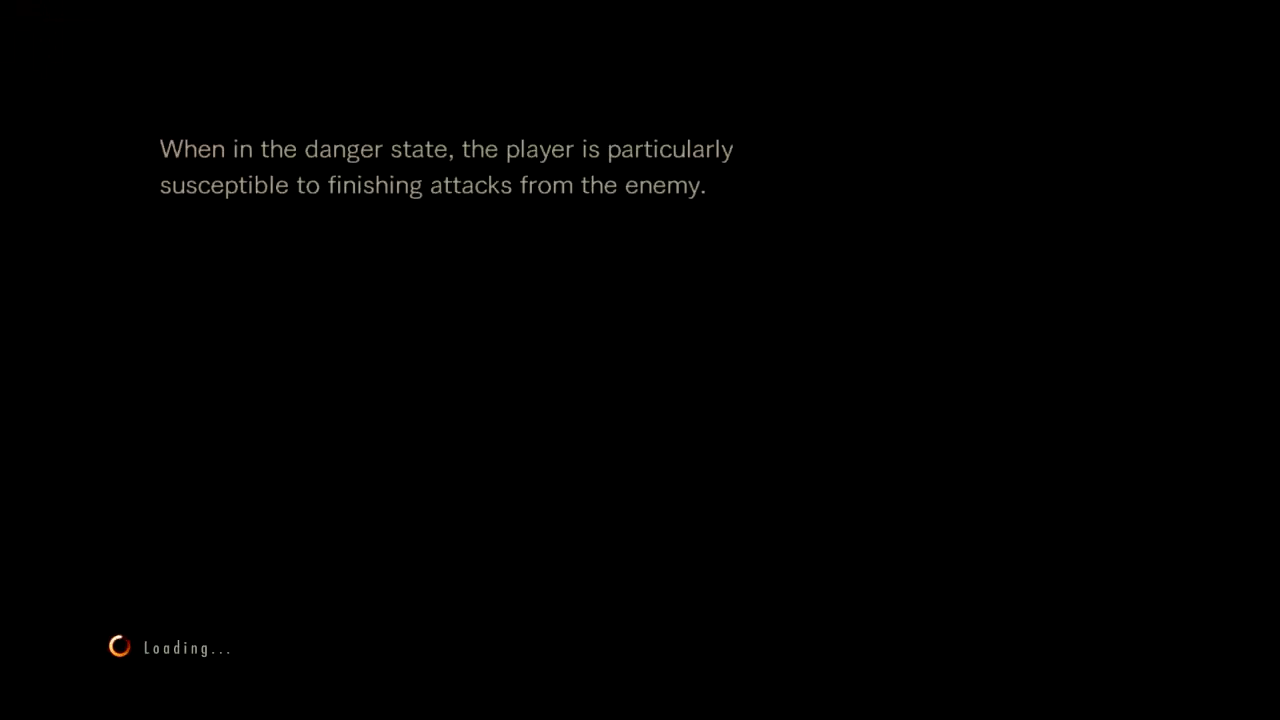 When in the danger state, the player is particularly
susceptible to finishing attacks from the enemy.
Loading...